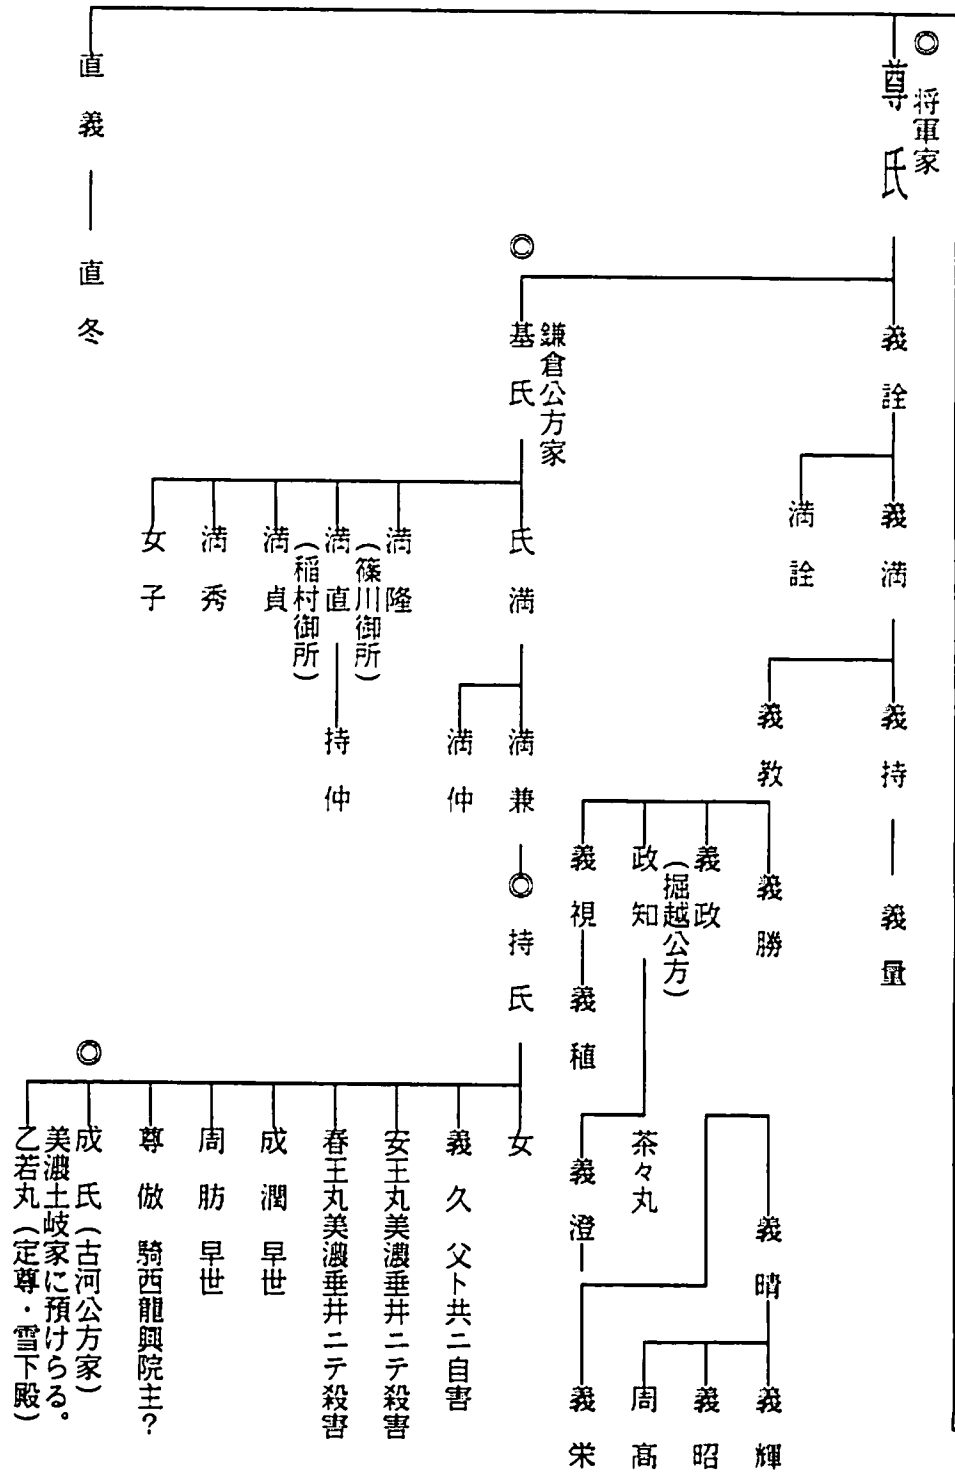 ◎
将軍家
尊氏
義詮
義満
義持
義量
満詮
義教
義勝
義政
(堀越公方)
政知
義視
義稙
茶々丸
義澄
義晴
義輝
義昭
周高
義栄
◎
鎌倉公方家
基氏
氏満
満兼
◎
持氏
満仲
満隆
(篠川御所)
満直
持仲
(稲村御所)
満貞
満秀
女子
女
義久 父ト共ニ自害
安王丸美濃垂井ニテ殺害
春王丸美濃垂井ニテ殺害
成潤 早世
周昉 早世
尊倣 騎西龍興院主?
◎
成氏(古河公方家)
美濃土岐家に預けらる。
乙若丸(定尊・雪下殿)
直義
直冬